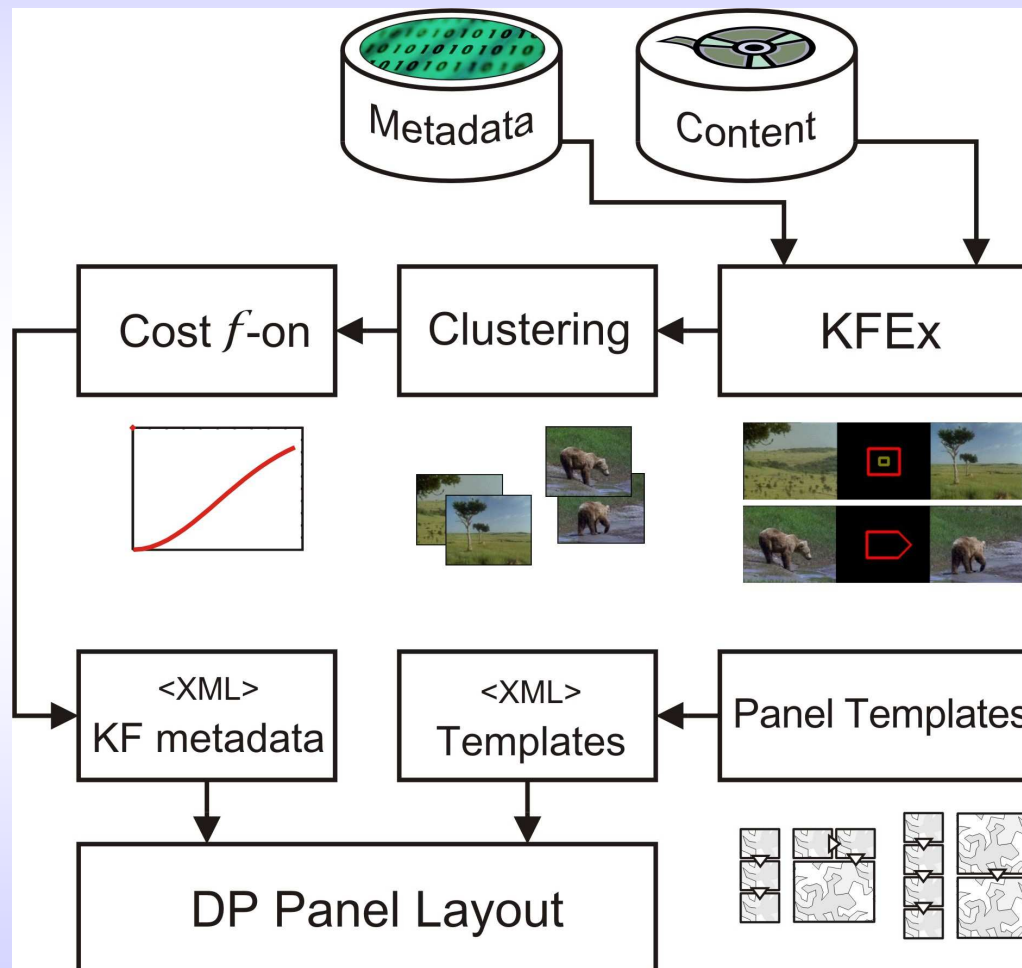 Metadata
Content
Cost f-on
Clustering
KFEx
<XML>
KF metadata
<XML>
Templates
Panel Templates
DP Panel Layout